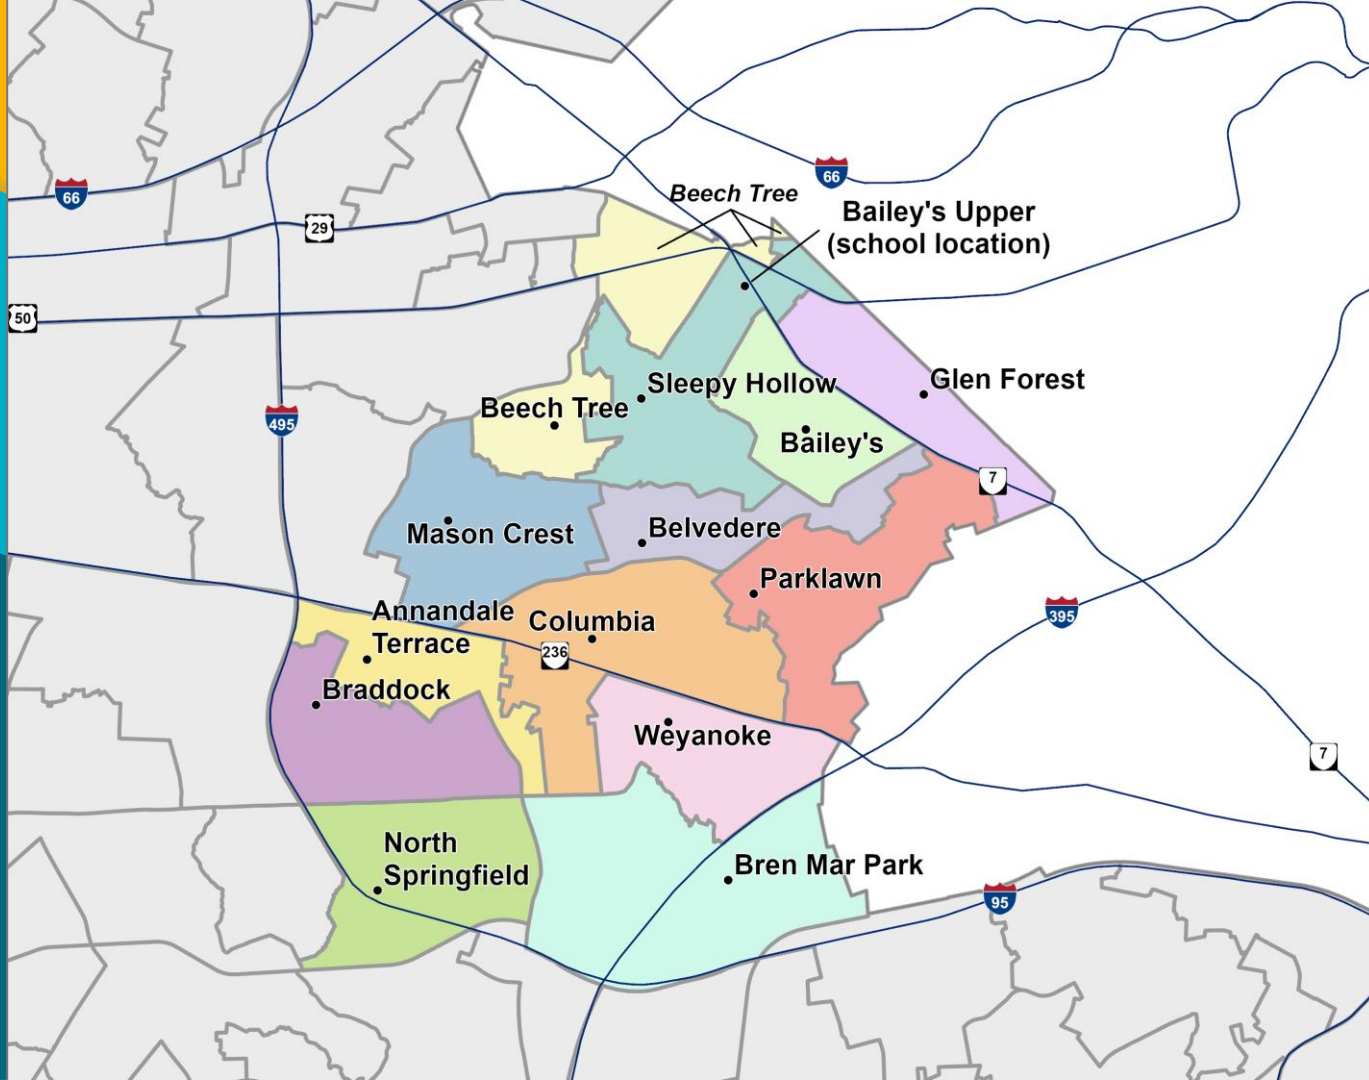 66
29
50
495
Beech Tree
66
Bailey's Upper
(school location)
Sleepy Hollow
Glen Forest
Beech Tree
Bailey's
7
Mason Crest
Belvedere
Parklawn
395
Annandale
Terrace
Columbia
236
Braddock
Weyanoke
7
North
Springfield
Bren Mar Park
95